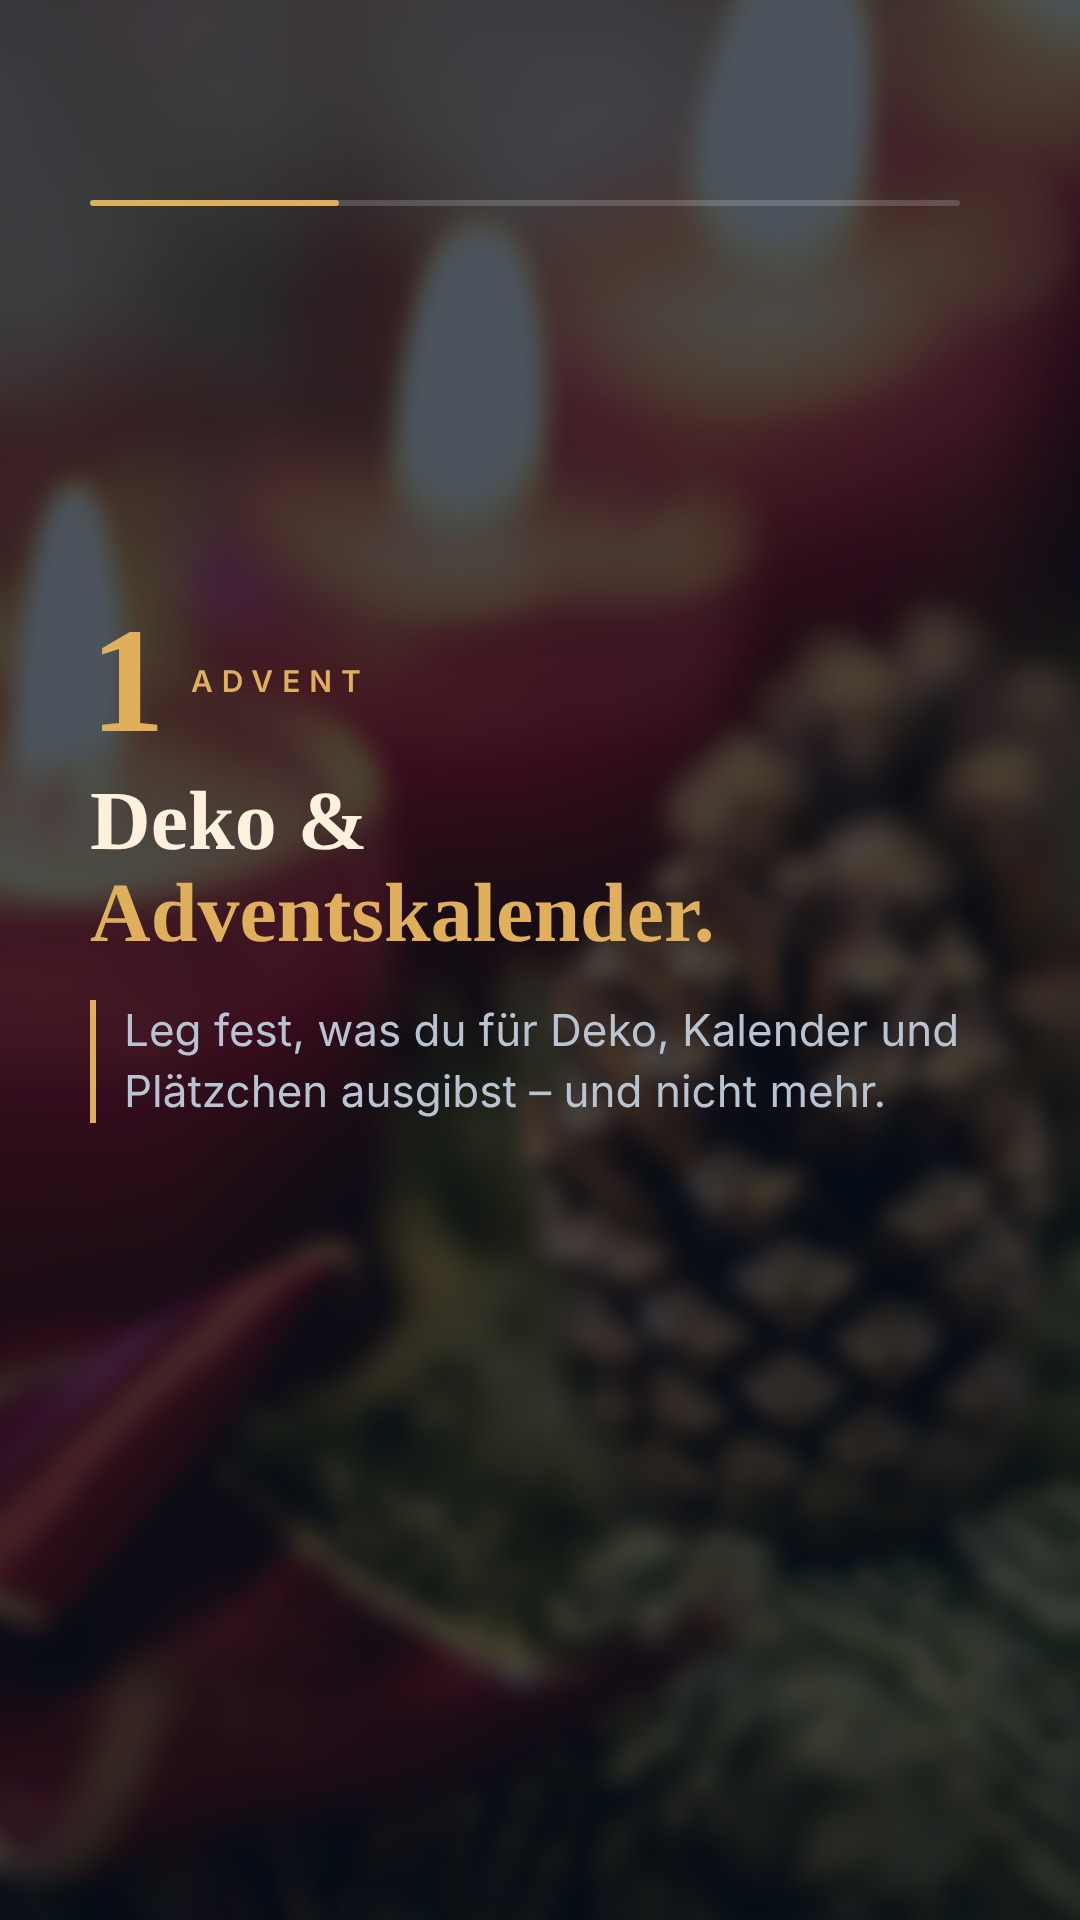 1 ADVENT
Deko &
Adventskalender.
Leg fest, was du für Deko, Kalender und
Plätzchen ausgibst – und nicht mehr.